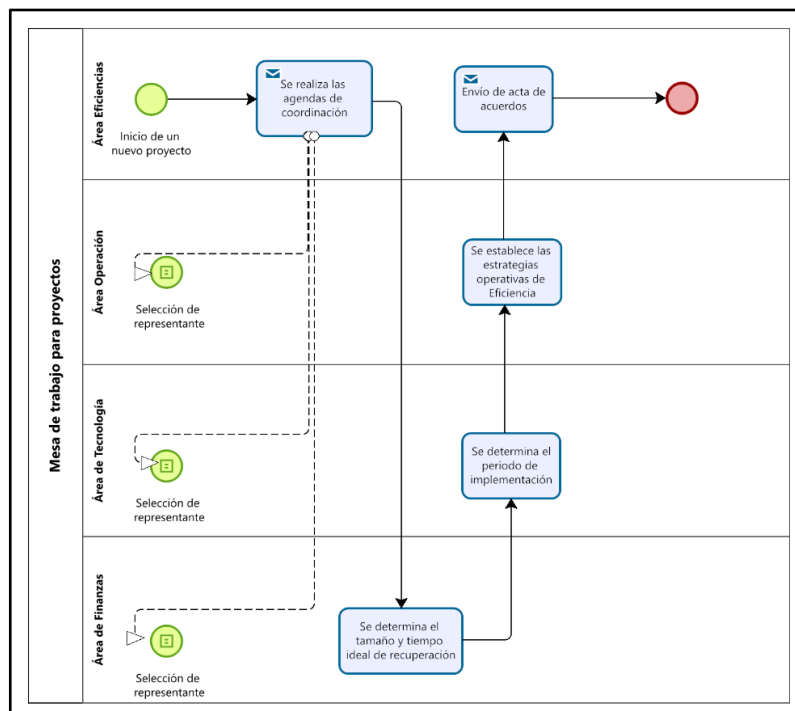 Mesa de trabajo para proyectos
Área Eficiencias
Inicio de un
nuevo proyecto
Se realiza las
agendas de
coordinación
Envío de acta de
acuerdos
Área Operación
Selección de
representante
Se establece las
estrategias
operativas de
Eficiencia
Área de Tecnología
Selección de
representante
Se determina el
periodo de
implementación
Área de Finanzas
Selección de
representante
Se determina el
tamaño y tiempo
ideal de recuperación